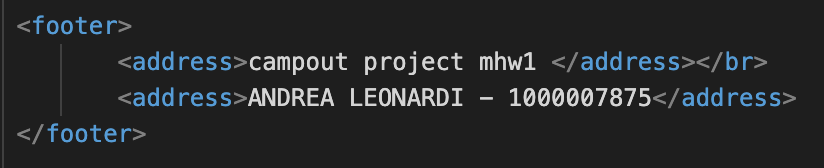 <footer>
<address>campout project mhw1 </address></br>
<address>ANDREA LEONARDI - 1000007875</address>
</footer>